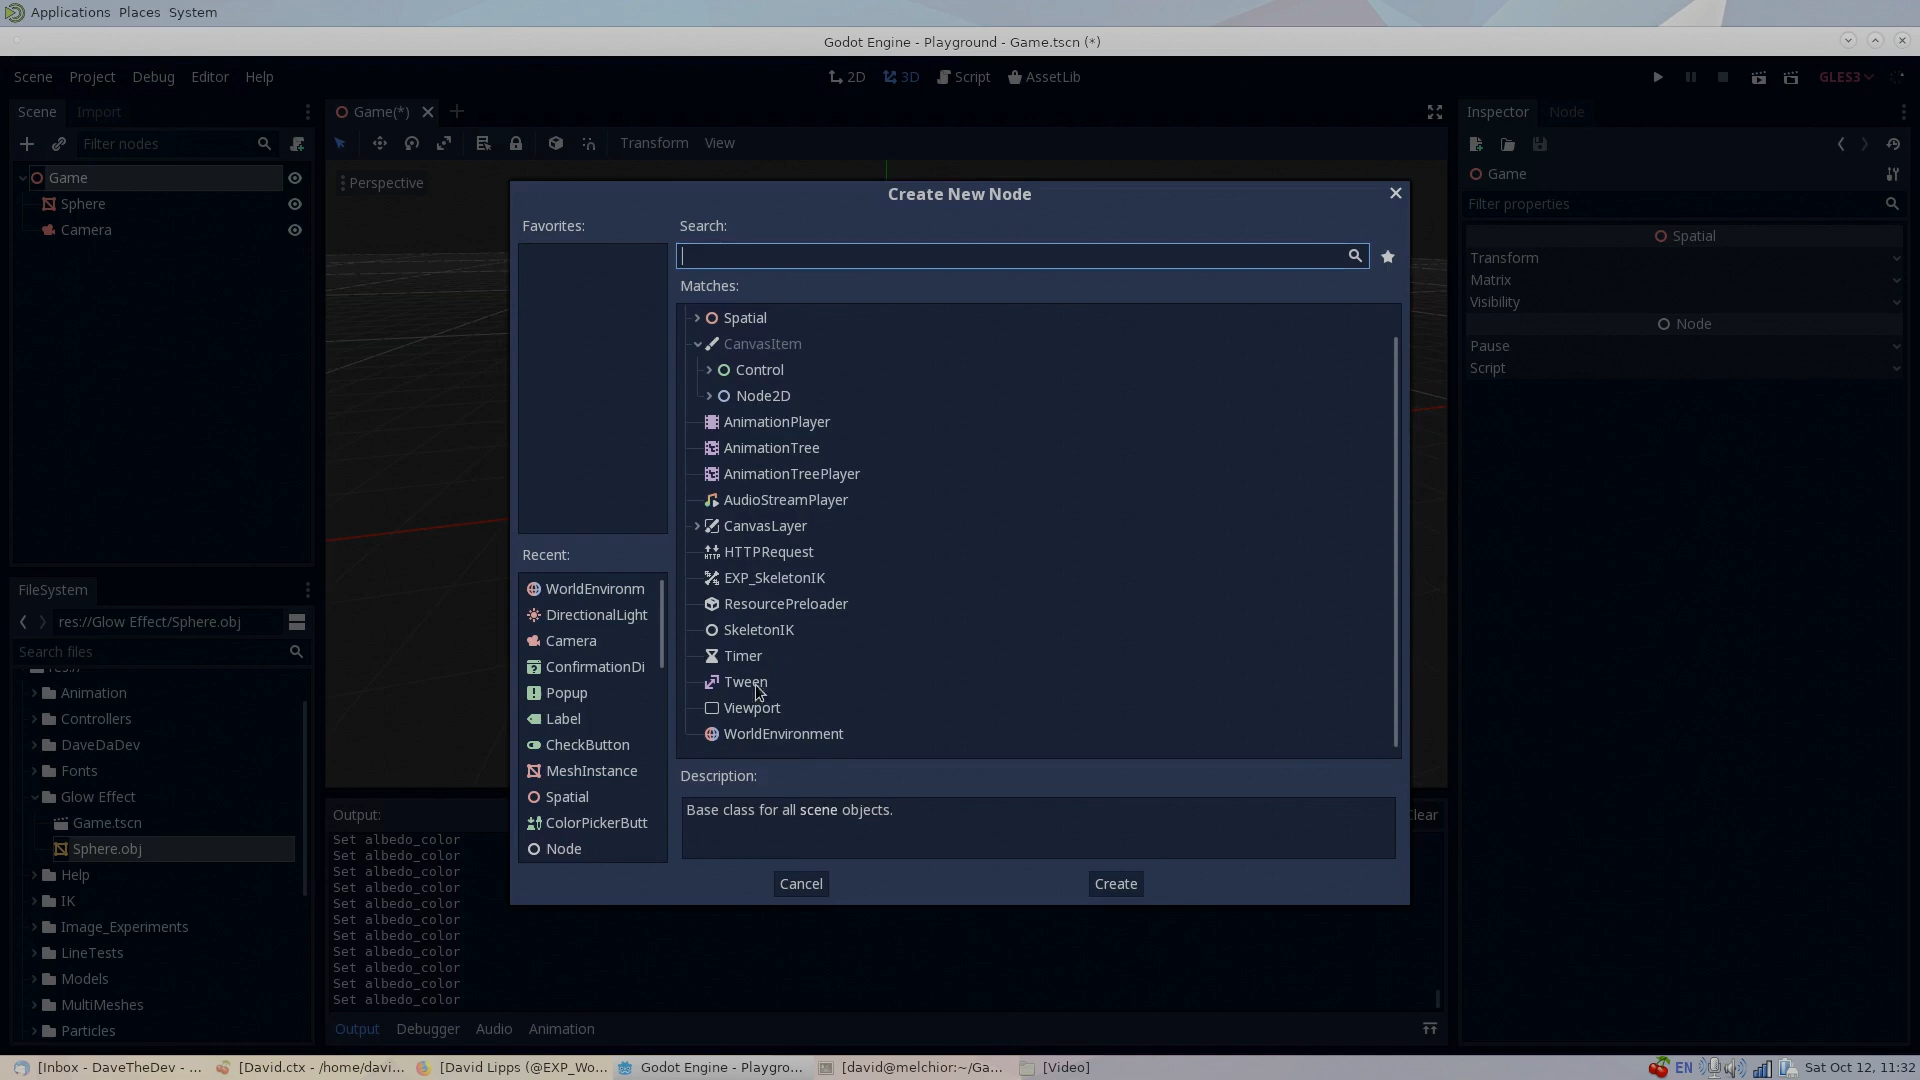 Applications Places System
Godot Engine - Playground - Game.tscn (*)
Scene Project Debug Editor Help
2D 3D Script AssetLib
GLES3
Scene Import
Game(*)
Inspector Node
Filter nodes
Transform View
Game
Sphere
Camera
Perspective
Game
Filter properties
Spatial
Transform
Matrix
Visibility
Node
Pause
Script
Create New Node
Favorites:
Search:
Matches:
Spatial
CanvasItem
Control
Node2D
AnimationPlayer
AnimationTree
AnimationTreePlayer
AudioStreamPlayer
CanvasLayer
HTTPRequest
EXP_SkeletonIK
ResourcePreloader
SkeletonIK
Timer
Tween
Viewport
WorldEnvironment
Recent:
WorldEnvironm
DirectionalLight
Camera
ConfirmationDi
Popup
Label
CheckButton
MeshInstance
Spatial
ColorPickerButt
Node
Description:
Base class for all scene objects.
Cancel Create
FileSystem
res://Glow Effect/Sphere.obj
Search files
Animation
Controllers
DaveDaDev
Fonts
Glow Effect
Game.tscn
Sphere.obj
Help
IK
Image_Experiments
LineTests
Models
MultiMeshes
Particles
Output:
Clear
Set albedo_color
Set albedo_color
Set albedo_color
Set albedo_color
Set albedo_color
Set albedo_color
Set albedo_color
Set albedo_color
Set albedo_color
Set albedo_color
Set albedo_color
Output Debugger Audio Animation
[Inbox - DaveTheDev - ... [David.ctx - /home/davi... [David Lipps (@EXP_Wo... Godot Engine - Playgro... [david@melchior:~/Ga... [Video]
EN Sat Oct 12, 11:32